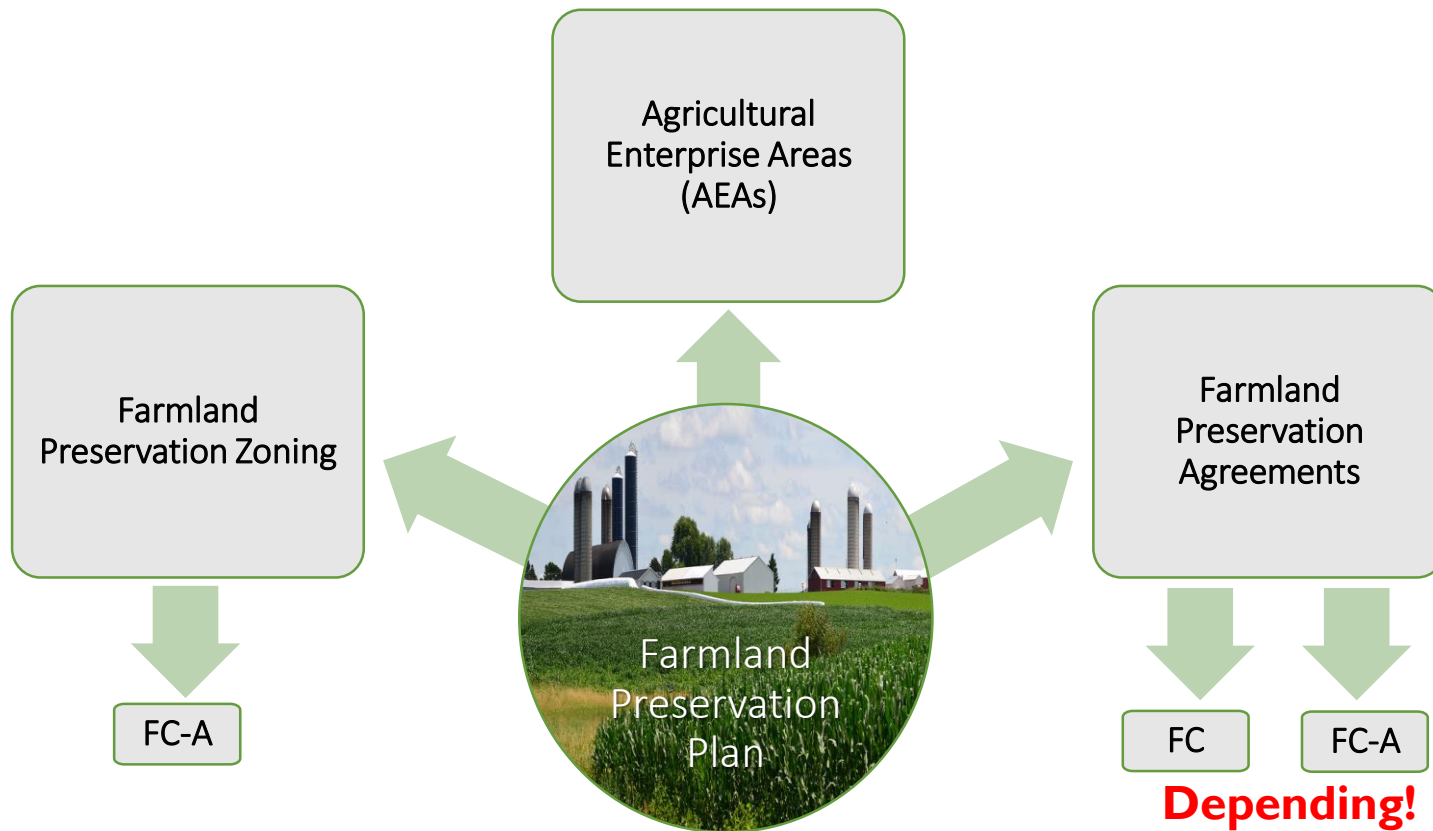 Agricultural
Enterprise Areas
(AEAs)
Farmland
Preservation Zoning
Farmland
Preservation
Agreements
Farmland
Preservation
Plan
FC-A
FC
FC-A
Depending!